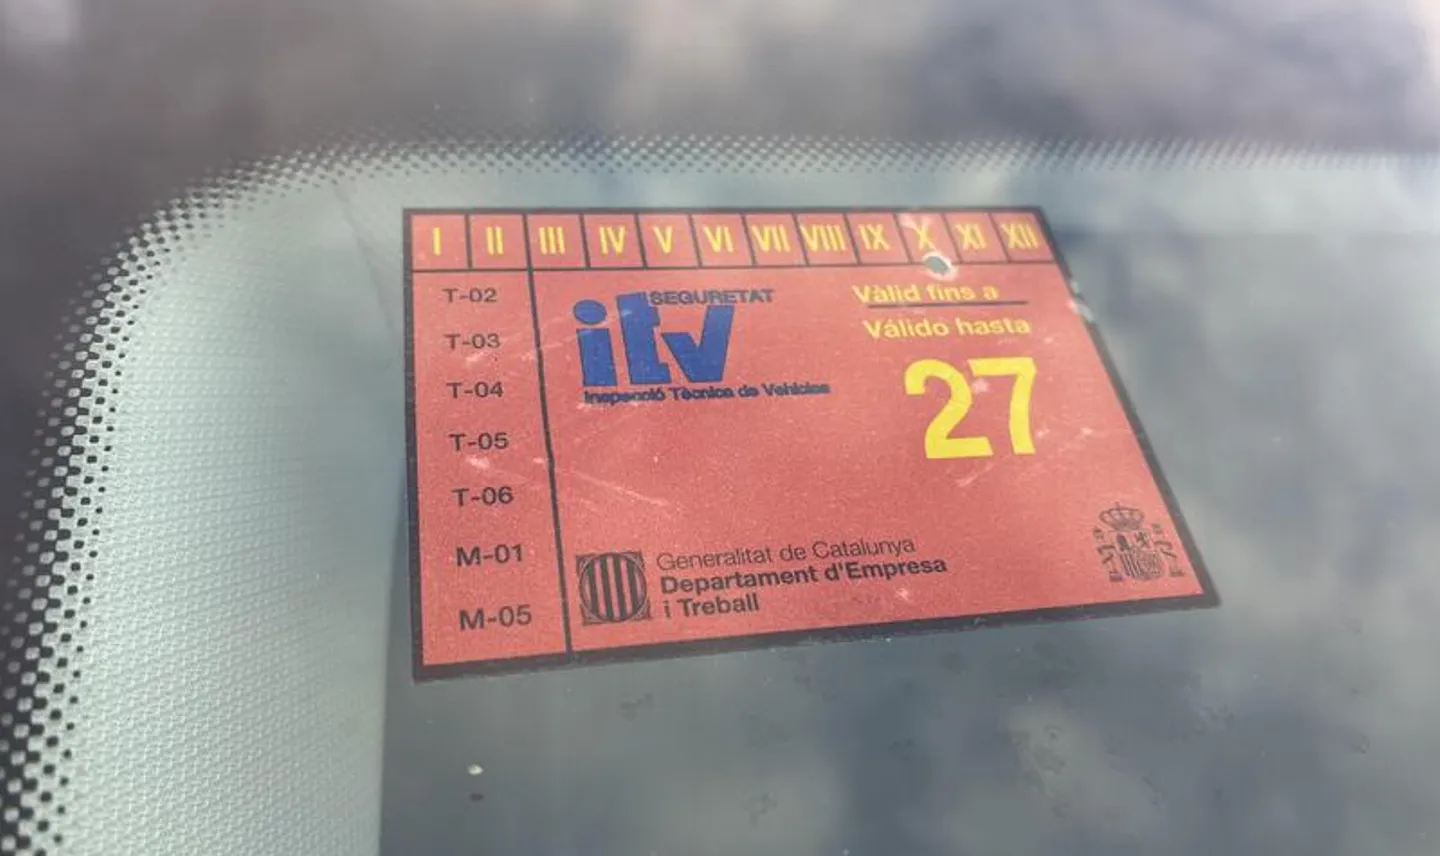 I II III IV V VI VII VIII IX X XI XII
T-02
T-03
T-04
T-05
T-06
M-01
M-05
SEGURETAT
itv
Inspecció Tècnica de Vehicles
Vàlid fins a
Válido hasta
27
Generalitat de Catalunya
Departament d'Empresa
i Treball